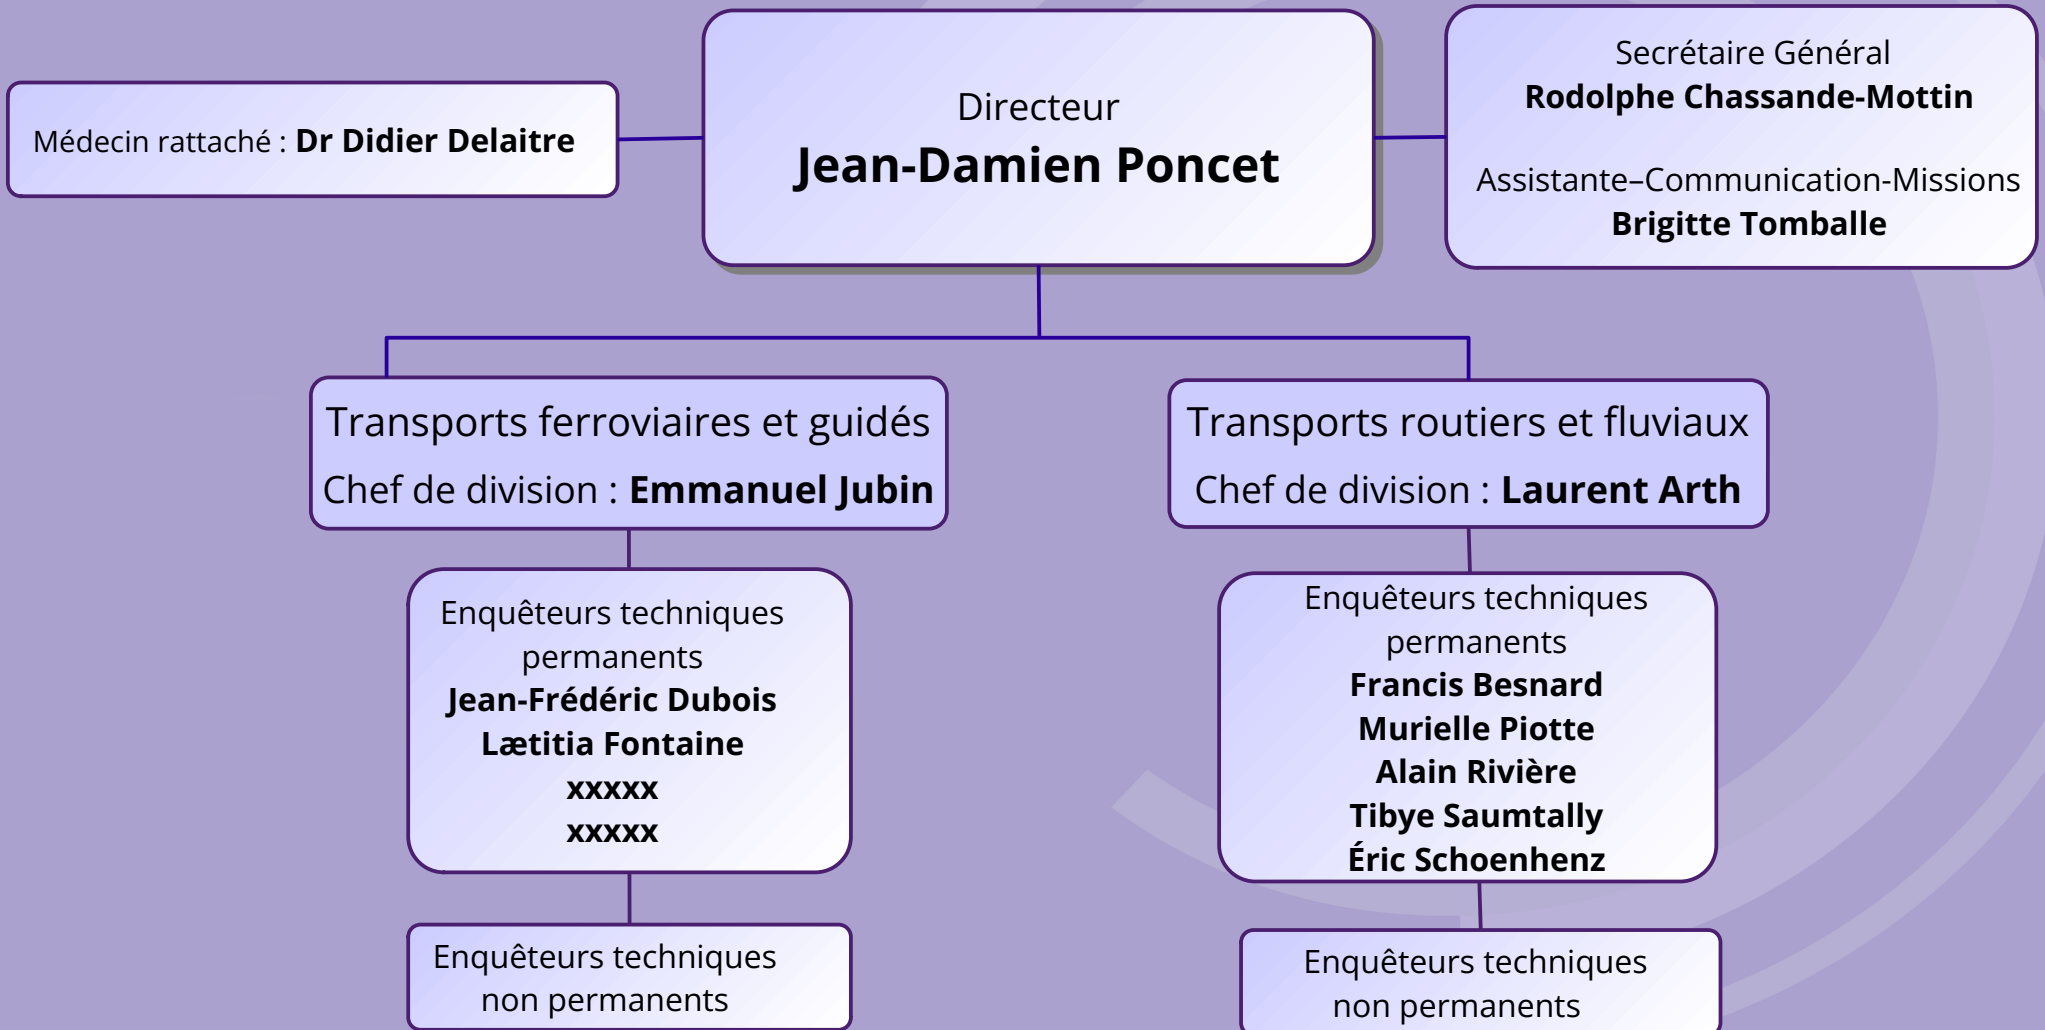 Médecin rattaché : Dr Didier Delaitre
Directeur
Jean-Damien Poncet
Secrétaire Général
Rodolphe Chassande-Mottin
Assistante–Communication-Missions
Brigitte Tomballe
Transports ferroviaires et guidés
Chef de division : Emmanuel Jubin
Enquêteurs techniques
permanents
Jean-Frédéric Dubois
Lætitia Fontaine
xxxxx
xxxxx
Enquêteurs techniques
non permanents
Transports routiers et fluviaux
Chef de division : Laurent Arth
Enquêteurs techniques
permanents
Francis Besnard
Murielle Piotte
Alain Rivière
Tibye Saumtally
Éric Schoenhenz
Enquêteurs techniques
non permanents